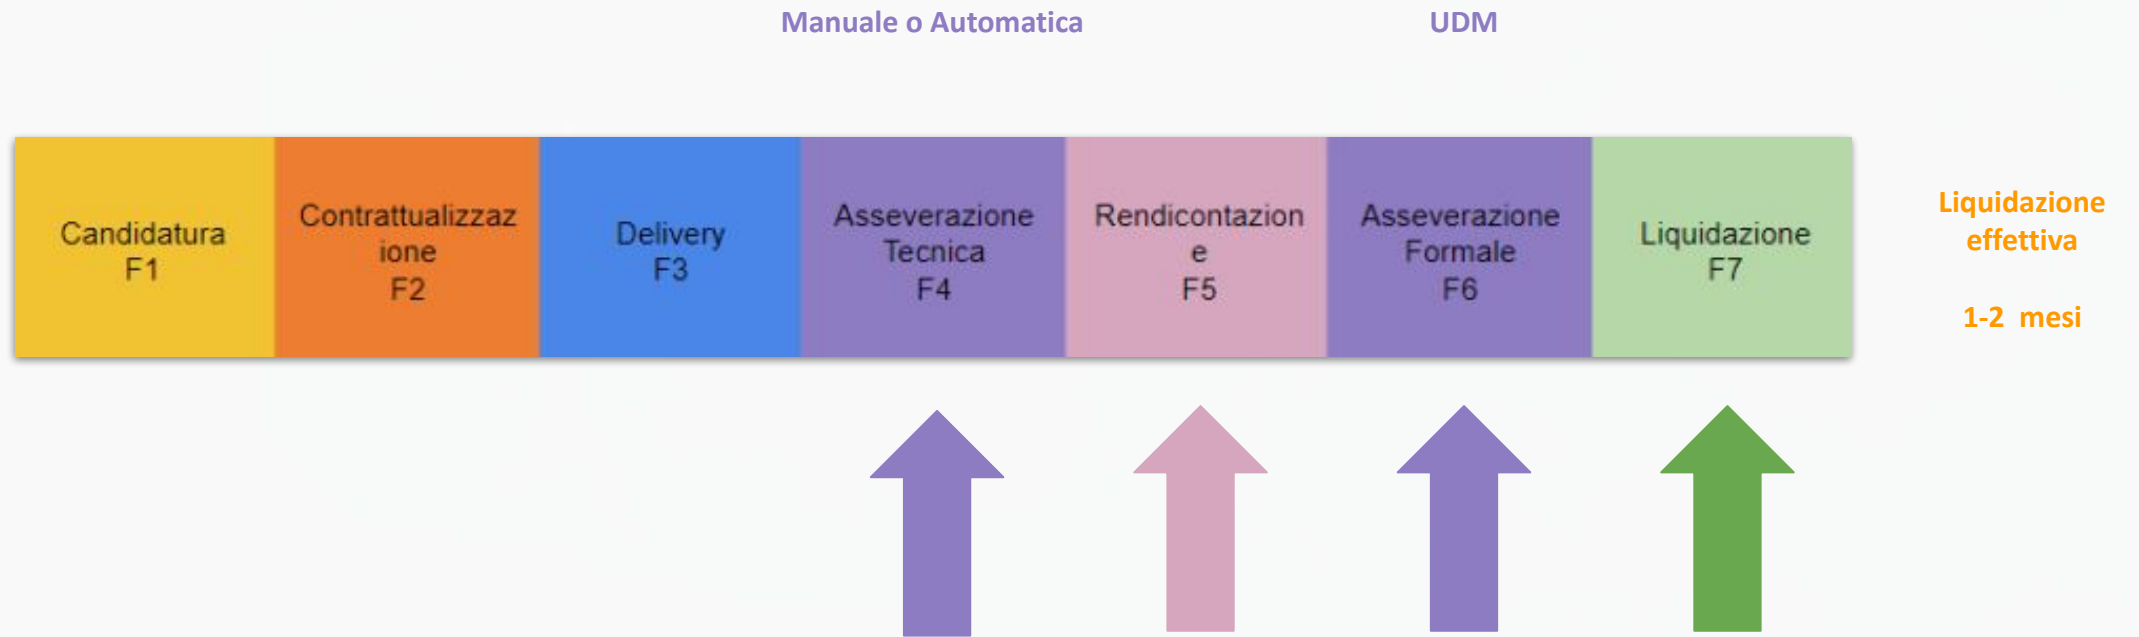 Manuale o Automatica
UDM
Candidatura
F1
Contrattualizzaz
ione
F2
Delivery
F3
Asseverazione
Tecnica
F4
Rendicontazion
e
F5
Asseverazione
Formale
F6
Liquidazione
F7
Liquidazione
effettiva
1-2 mesi